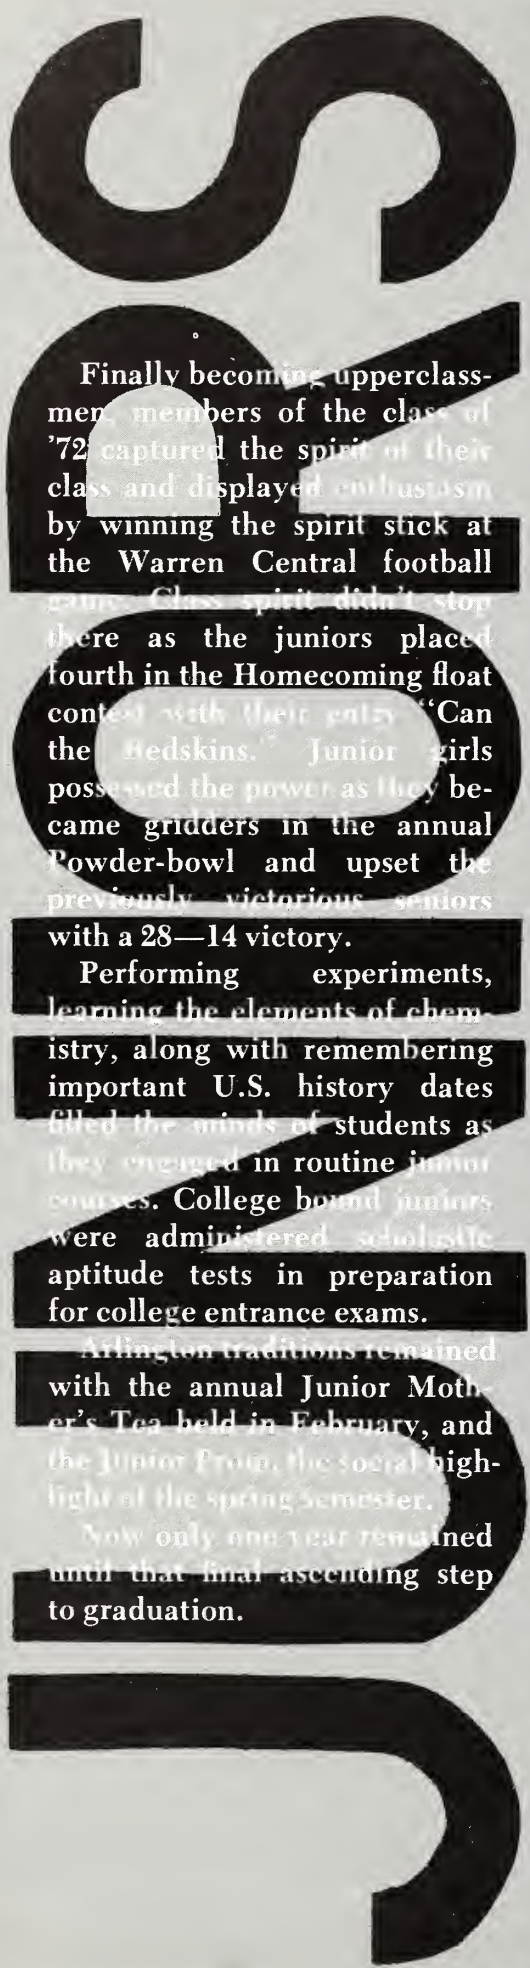 JUNIORS
Finally becoming upperclass-
men, members of the class of
'72 captured the spirit of their
class and displayed enthusiasm
by winning the spirit stick at
the Warren Central football
game. Class spirit didn't stop
there as the juniors placed
fourth in the Homecoming float
contest with their entry "Can
the Redskins." Junior girls
possessed the power as they be-
came gridders in the annual
Powder-bowl and upset the
previously victorious seniors
with a 28—14 victory.
Performing experiments,
learning the elements of chem-
istry, along with remembering
important U.S. history dates
filled the minds of students as
they engaged in routine junior
courses. College bound juniors
were administered scholastic
aptitude tests in preparation
for college entrance exams.
Arlington traditions remained
with the annual Junior Moth-
er's Tea held in February, and
the Junior Prom, the social high-
light of the spring semester.
Now only one year remained
until that final ascending step
to graduation.